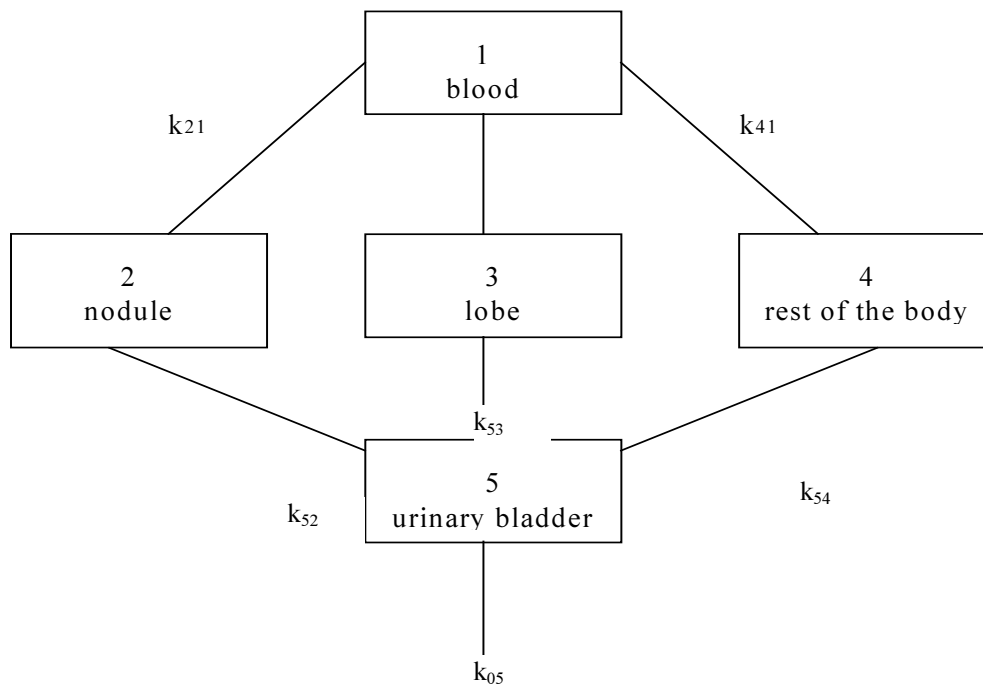 1
blood
k21
k41
2
nodule
3
lobe
4
rest of the body
k53
5
urinary bladder
k52
k54
k05